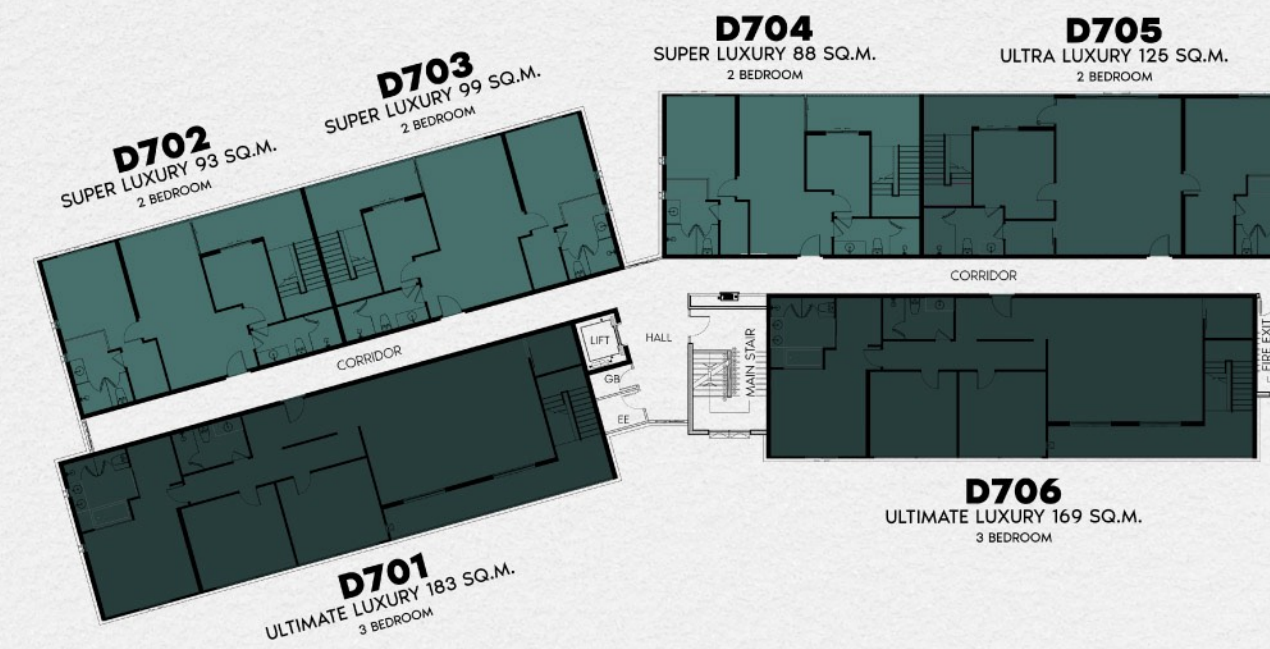 D702
SUPER LUXURY 93 SQ.M.
2 BEDROOM
D703
SUPER LUXURY 99 SQ.M.
2 BEDROOM
D704
SUPER LUXURY 88 SQ.M.
2 BEDROOM
D705
ULTRA LUXURY 125 SQ.M.
2 BEDROOM
CORRIDOR
CORRIDOR
LIFT
HALL
GB
EE
MAIN STAIR
FIRE EXIT
D701
ULTIMATE LUXURY 183 SQ.M.
3 BEDROOM
D706
ULTIMATE LUXURY 169 SQ.M.
3 BEDROOM